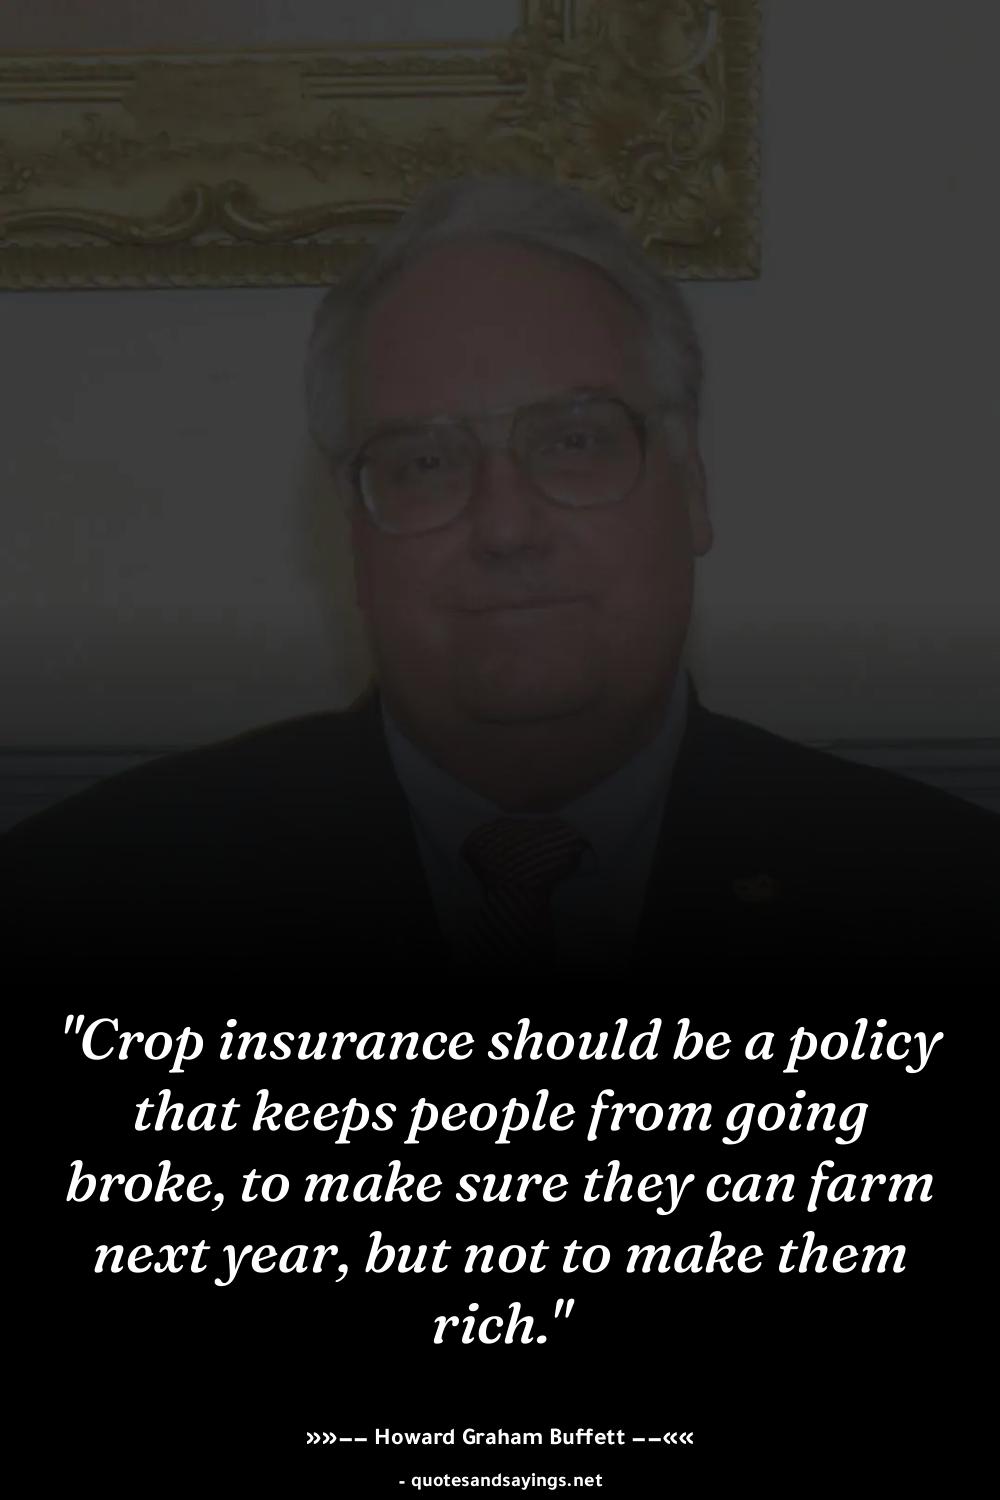 "Crop insurance should be a policy
that keeps people from going
broke, to make sure they can farm
next year, but not to make them
rich."
»»−− Howard Graham Buffett −−««
- quotesandsayings.net